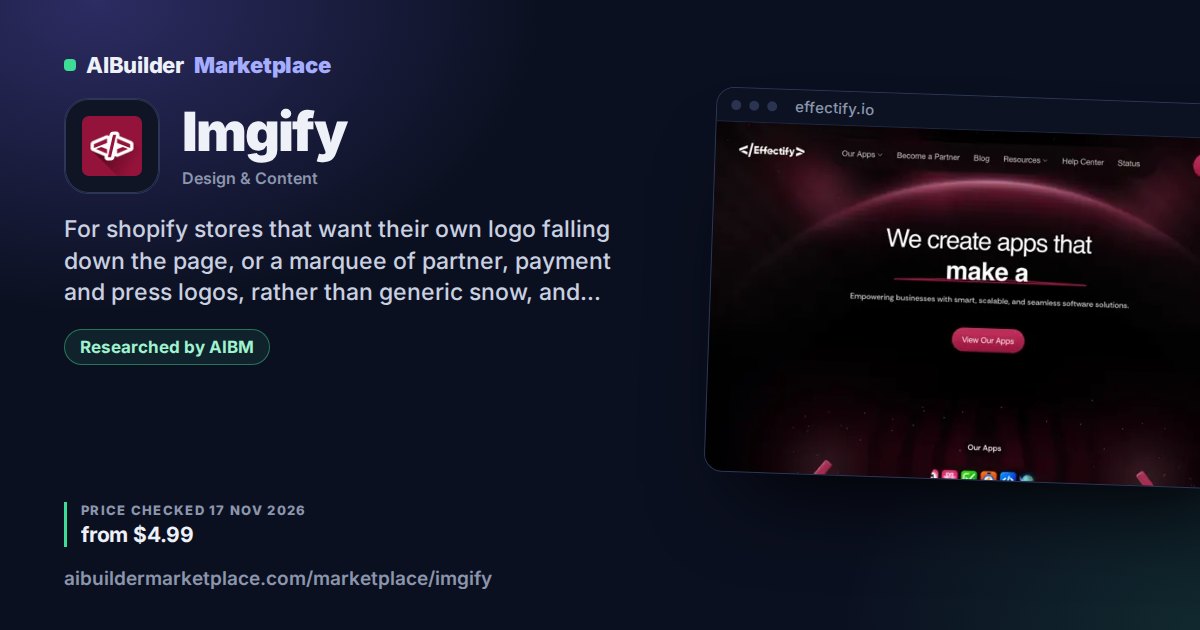 AIBuilder Marketplace
Imgify
Design & Content
For shopify stores that want their own logo falling
down the page, or a marquee of partner, payment
and press logos, rather than generic snow, and...
Researched by AIBM
PRICE CHECKED 17 NOV 2026
from $4.99
aibuildermarketplace.com/marketplace/imgify
effectify.io
</Effectify>
Our Apps Become a Partner Blog Resources Help Center Status
We create apps that
make a
Empowering businesses with smart, scalable, and seamless software solutions.
View Our Apps
Our Apps